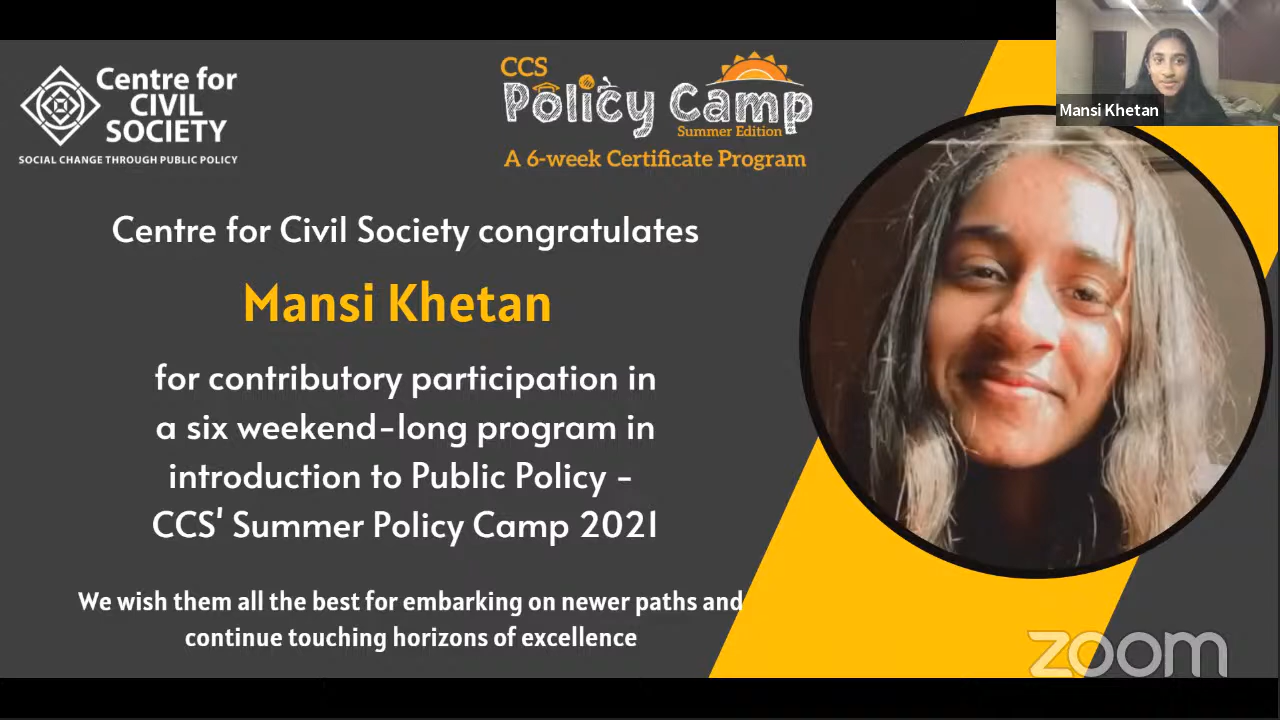 Centre for
CIVIL
SOCIETY
SOCIAL CHANGE THROUGH PUBLIC POLICY
CCS
Policy Camp
Summer Edition
A 6-week Certificate Program
Mansi Khetan
Centre for Civil Society congratulates
Mansi Khetan
for contributory participation in
a six weekend-long program in
introduction to Public Policy -
CCS' Summer Policy Camp 2021
We wish them all the best for embarking on newer paths and
continue touching horizons of excellence
zoom